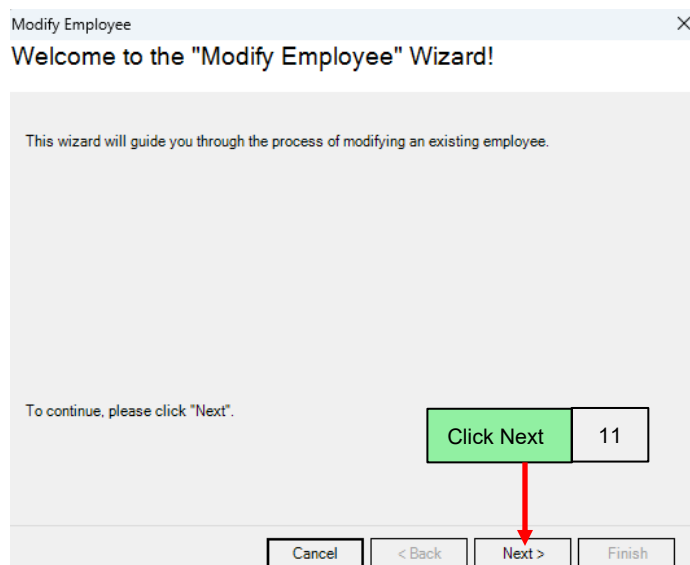 Modify Employee
Welcome to the "Modify Employee" Wizard!
This wizard will guide you through the process of modifying an existing employee.
To continue, please click "Next".
Click Next 11
Cancel < Back Next > Finish